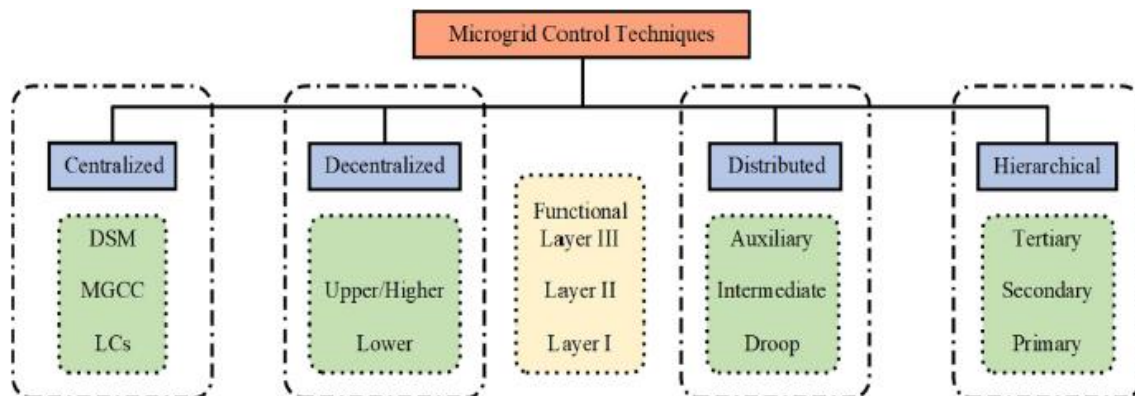 Microgrid Control Techniques
Centralized
Decentralized
Distributed
Hierarchical
DSM
MGCC
LCs
Upper/Higher
Lower
Functional
Layer III
Layer II
Layer I
Auxiliary
Intermediate
Droop
Tertiary
Secondary
Primary